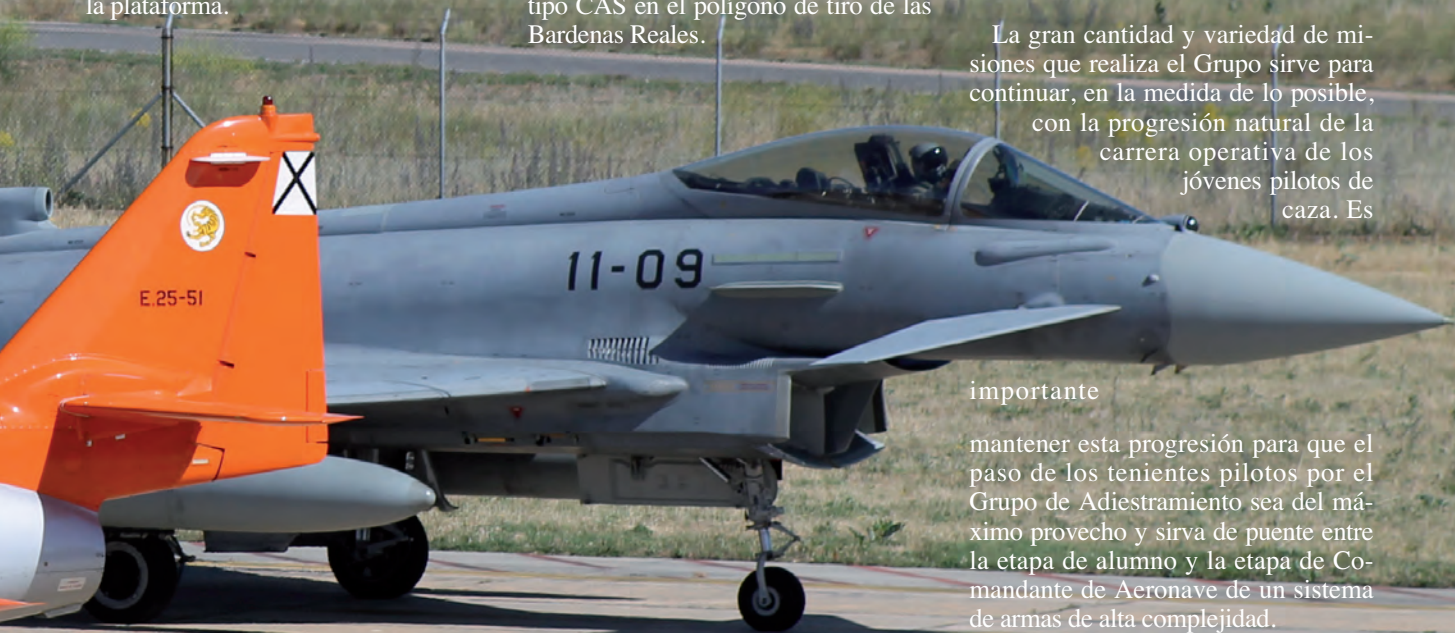 la plataforma.
tipo CAS en el polígono de tiro de las
Bardenas Reales.
La gran cantidad y variedad de mi-
siones que realiza el Grupo sirve para
continuar, en la medida de lo posible,
con la progresión natural de la
carrera operativa de los
jóvenes pilotos de
caza. Es
importante
mantener esta progresión para que el
paso de los tenientes pilotos por el
Grupo de Adiestramiento sea del má-
ximo provecho y sirva de puente entre
la etapa de alumno y la etapa de Co-
mandante de Aeronave de un sistema
de armas de alta complejidad.
E.25-51
11-09